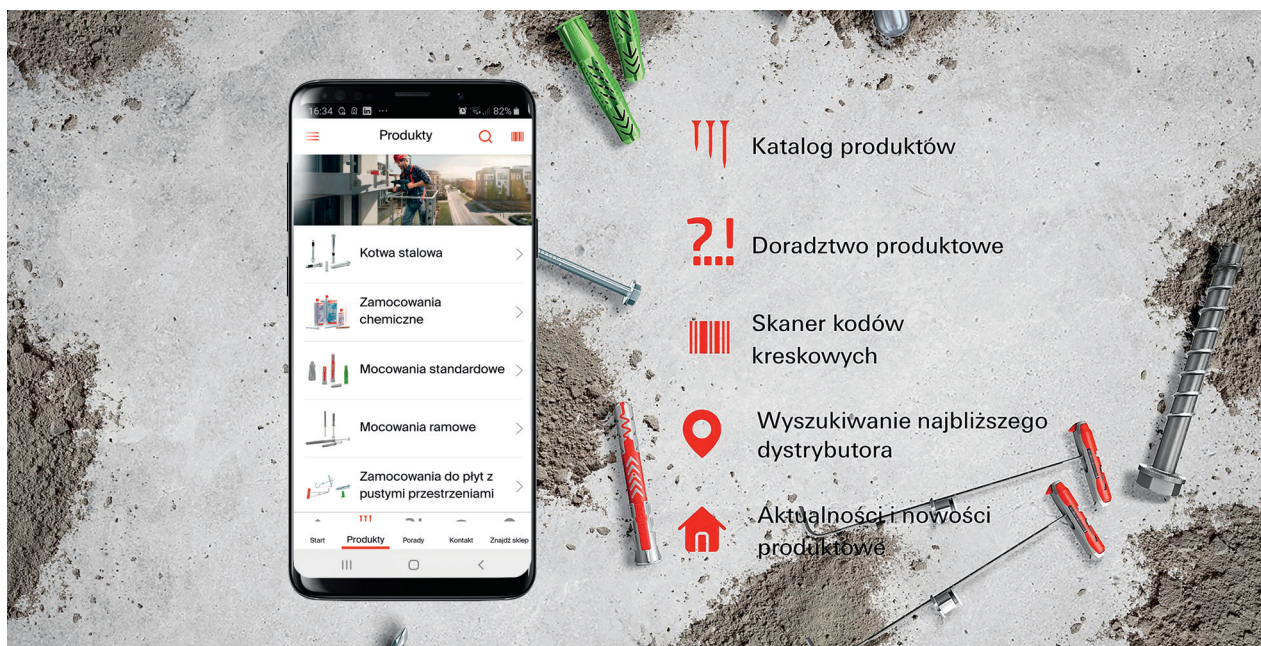 16:34
82%
Produkty
Kotwa stalowa
Zamocowania
chemiczne
Mocowania standardowe
Mocowania ramowe
Zamocowania do płyt z
pustymi przestrzeniami
Start Produkty Porady Kontakt Znajdź sklep
Katalog produktów
Doradztwo produktowe
Skaner kodów
kreskowych
Wyszukiwanie najbliższego
dystrybutora
Aktualności i nowości
produktowe